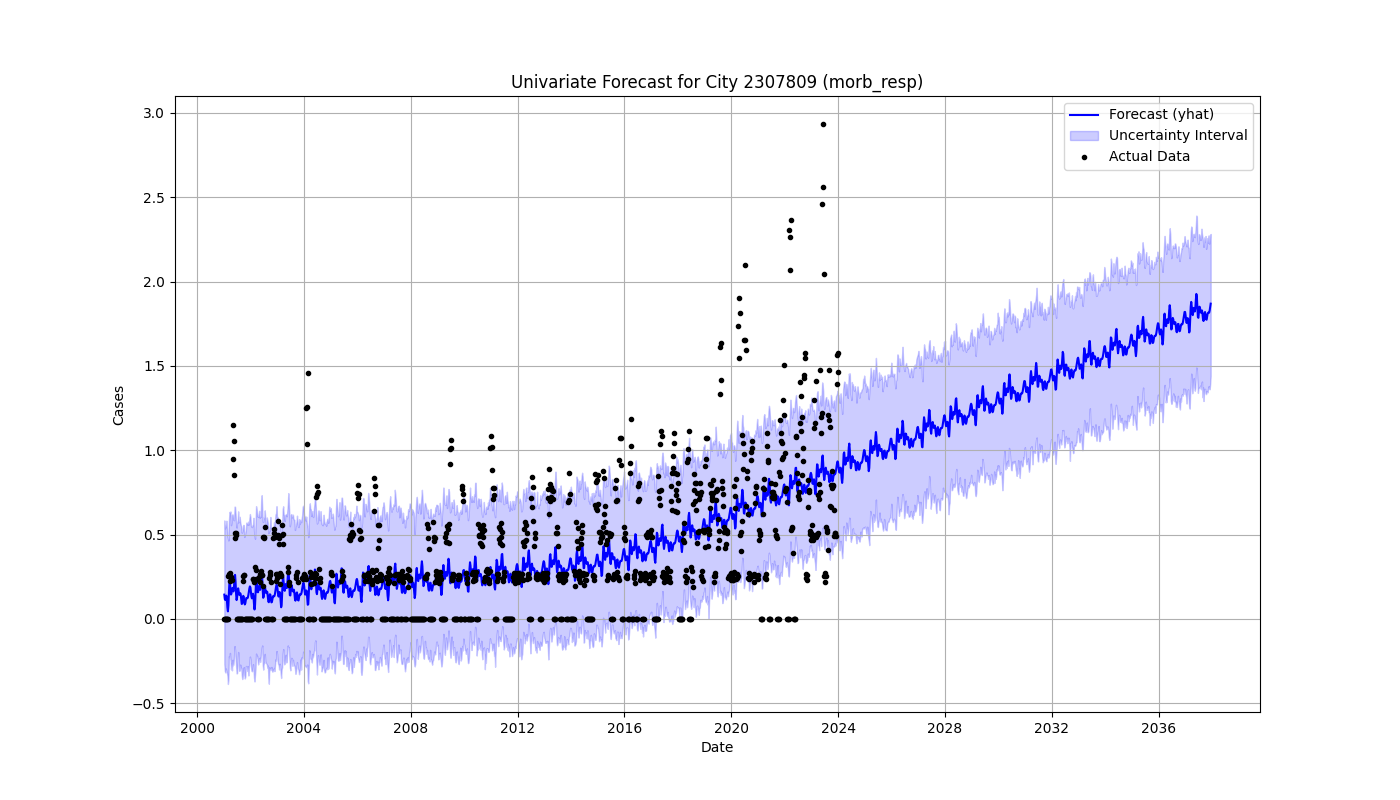 Univariate Forecast for City 2307809 (morb_resp)
Forecast (yhat)
Uncertainty Interval
Actual Data
Cases
3.0
2.5
2.0
1.5
1.0
0.5
0.0
−0.5
2000 2004 2008 2012 2016 2020 2024 2028 2032 2036
Date